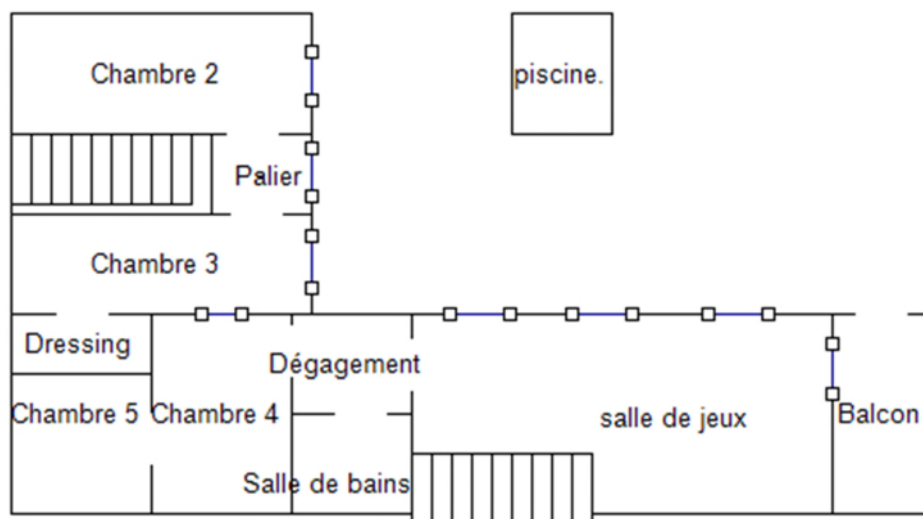 Chambre 2
piscine.
Palier
Chambre 3
Dressing
Dégagement
Chambre 5
Chambre 4
salle de jeux
Balcon
Salle de bains